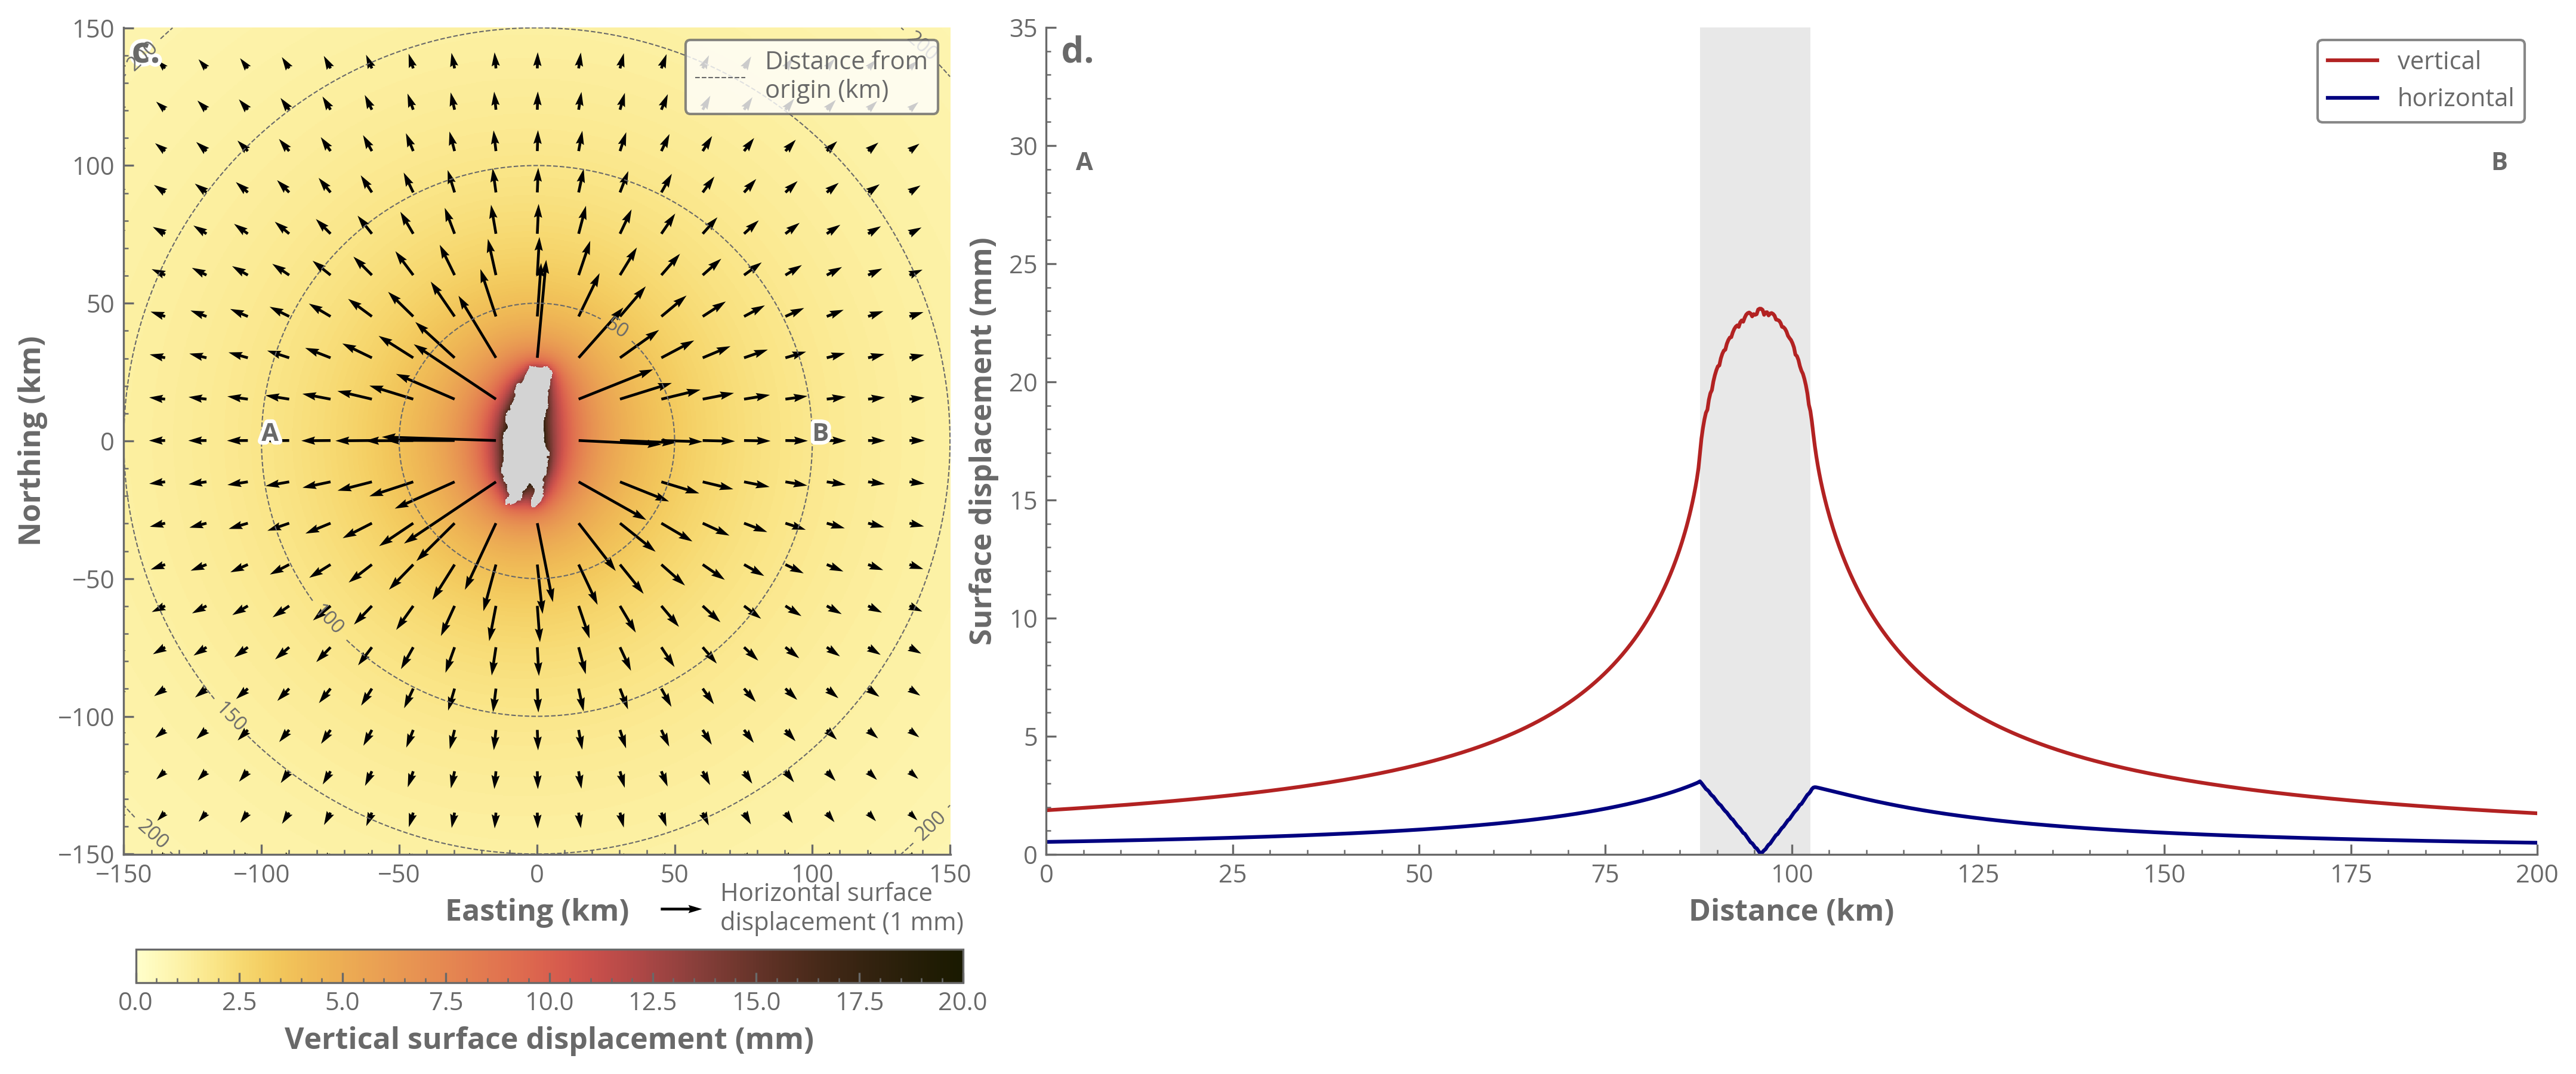 c.
200
200
Distance from
origin (km)
150
100
50
0
−50
−100
−150
Northing (km)
50
100
150
200
200
A
B
−150
−100
−50
0
50
100
150
Easting (km)
Horizontal surface
displacement (1 mm)
0.0
2.5
5.0
7.5
10.0
12.5
15.0
17.5
20.0
Vertical surface displacement (mm)
d.
vertical
horizontal
A
B
35
30
25
20
15
10
5
0
Surface displacement (mm)
0
25
50
75
100
125
150
175
200
Distance (km)